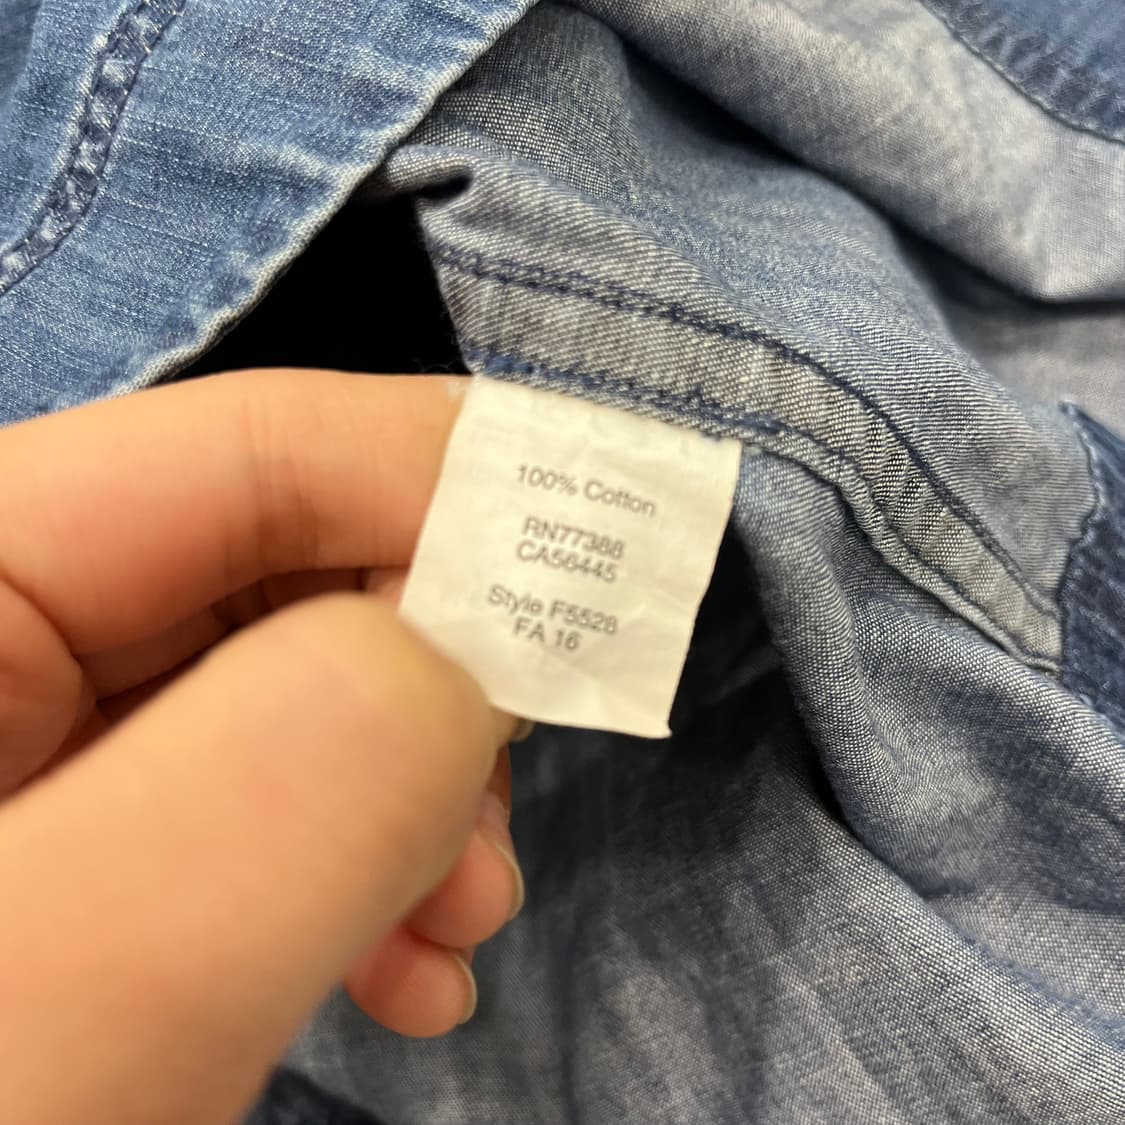 100% Cotton
RN77388
CA56445
Style F5528
FA 16